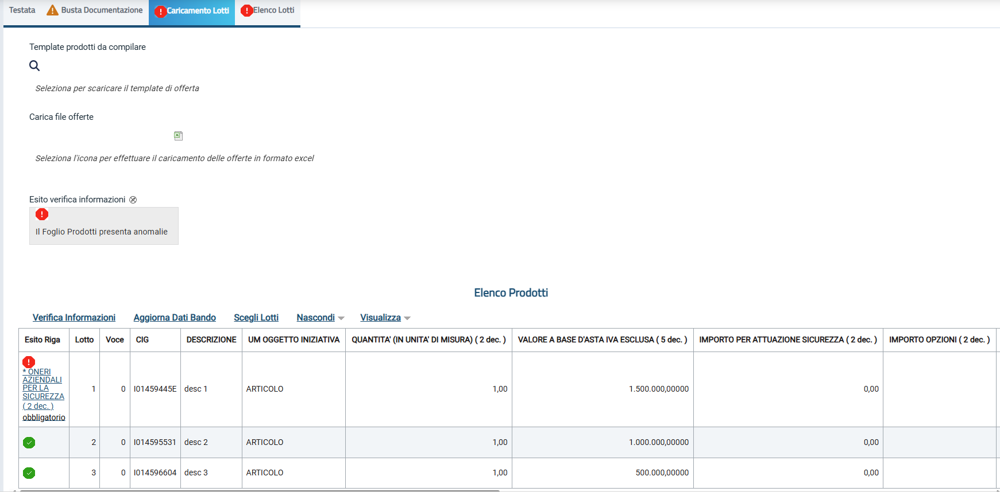 Testata Busta Documentazione Caricamento Lotti Elenco Lotti
Template prodotti da compilare
Seleziona per scaricare il template di offerta
Carica file offerte
Seleziona l'icona per effettuare il caricamento delle offerte in formato excel
Esito verifica informazioni
Il Foglio Prodotti presenta anomalie
Elenco Prodotti
Verifica Informazioni Aggiorna Dati Bando Scegli Lotti Nascondi Visualizza
Esito Riga Lotto Voce CIG DESCRIZIONE UM OGGETTO INIZIATIVA QUANTITA' (IN UNITA' DI MISURA) ( 2 dec. ) VALORE A BASE D'ASTA IVA ESCLUSA ( 5 dec. ) IMPORTO PER ATTUAZIONE SICUREZZA ( 2 dec. ) IMPORTO OPZIONI ( 2 dec. )
* ONERI
AZIENDALI
PER LA
SICUREZZA
( 2 dec. )
obbligatorio
1 0 I01459445E desc 1 ARTICOLO 1,00 1.500.000,00000 0,00
2 0 I014595531 desc 2 ARTICOLO 1,00 1.000.000,00000 0,00
3 0 I014596604 desc 3 ARTICOLO 1,00 500.000,00000 0,00